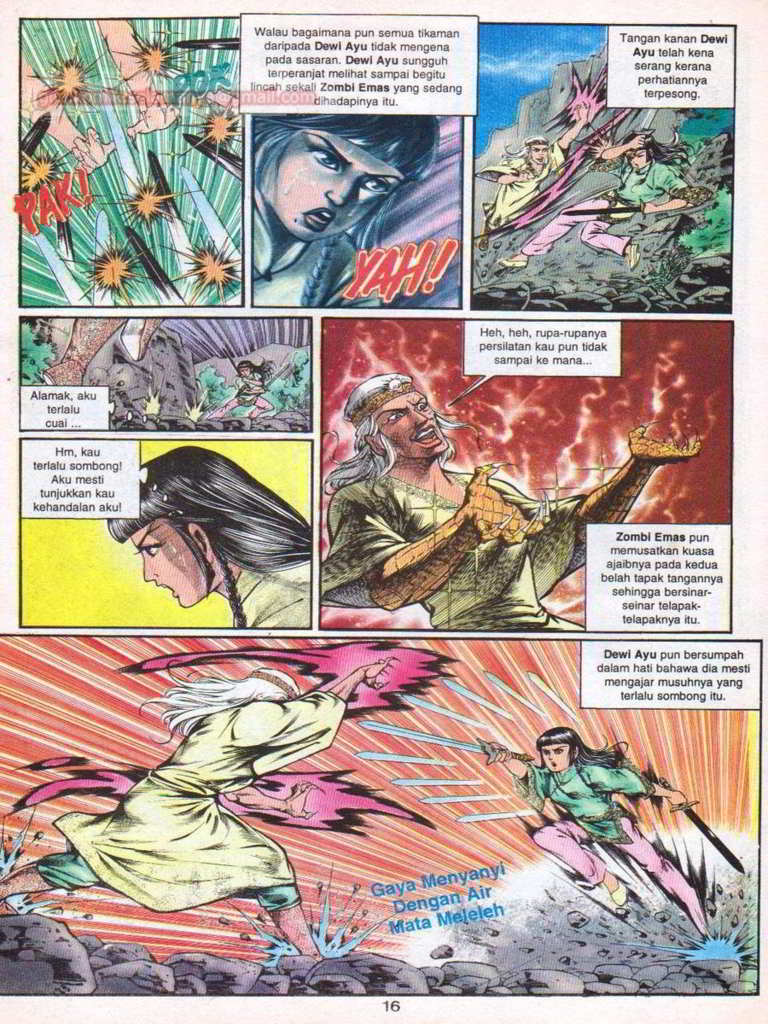 PAK!
Walau bagaimana pun semua tikaman
daripada Dewi Ayu tidak mengena
pada sasaran. Dewi Ayu sungguh
terperanjat melihat sampai begitu
lincah sekali Zombi Emas yang sedang
dihadapinya itu.
YAH!
Tangan kanan Dewi
Ayu telah kena
serang kerana
perhatiannya
terpesong.
Alamak, aku
terlalu
cuai ...
Hm, kau
terlalu sombong!
Aku mesti
tunjukkan kau
kehandalan aku!
Heh, heh, rupa-rupanya
persilatan kau pun tidak
sampai ke mana...
Zombi Emas pun
memusatkan kuasa
ajaibnya pada kedua
belah tapak tangannya
sehingga bersinar-
seinar telapak-
telapaknya itu.
Dewi Ayu pun bersumpah
dalam hati bahawa dia mesti
mengajar musuhnya yang
terlalu sombong itu.
Gaya Menyanyi
Dengan Air
Mata Meleleh
16